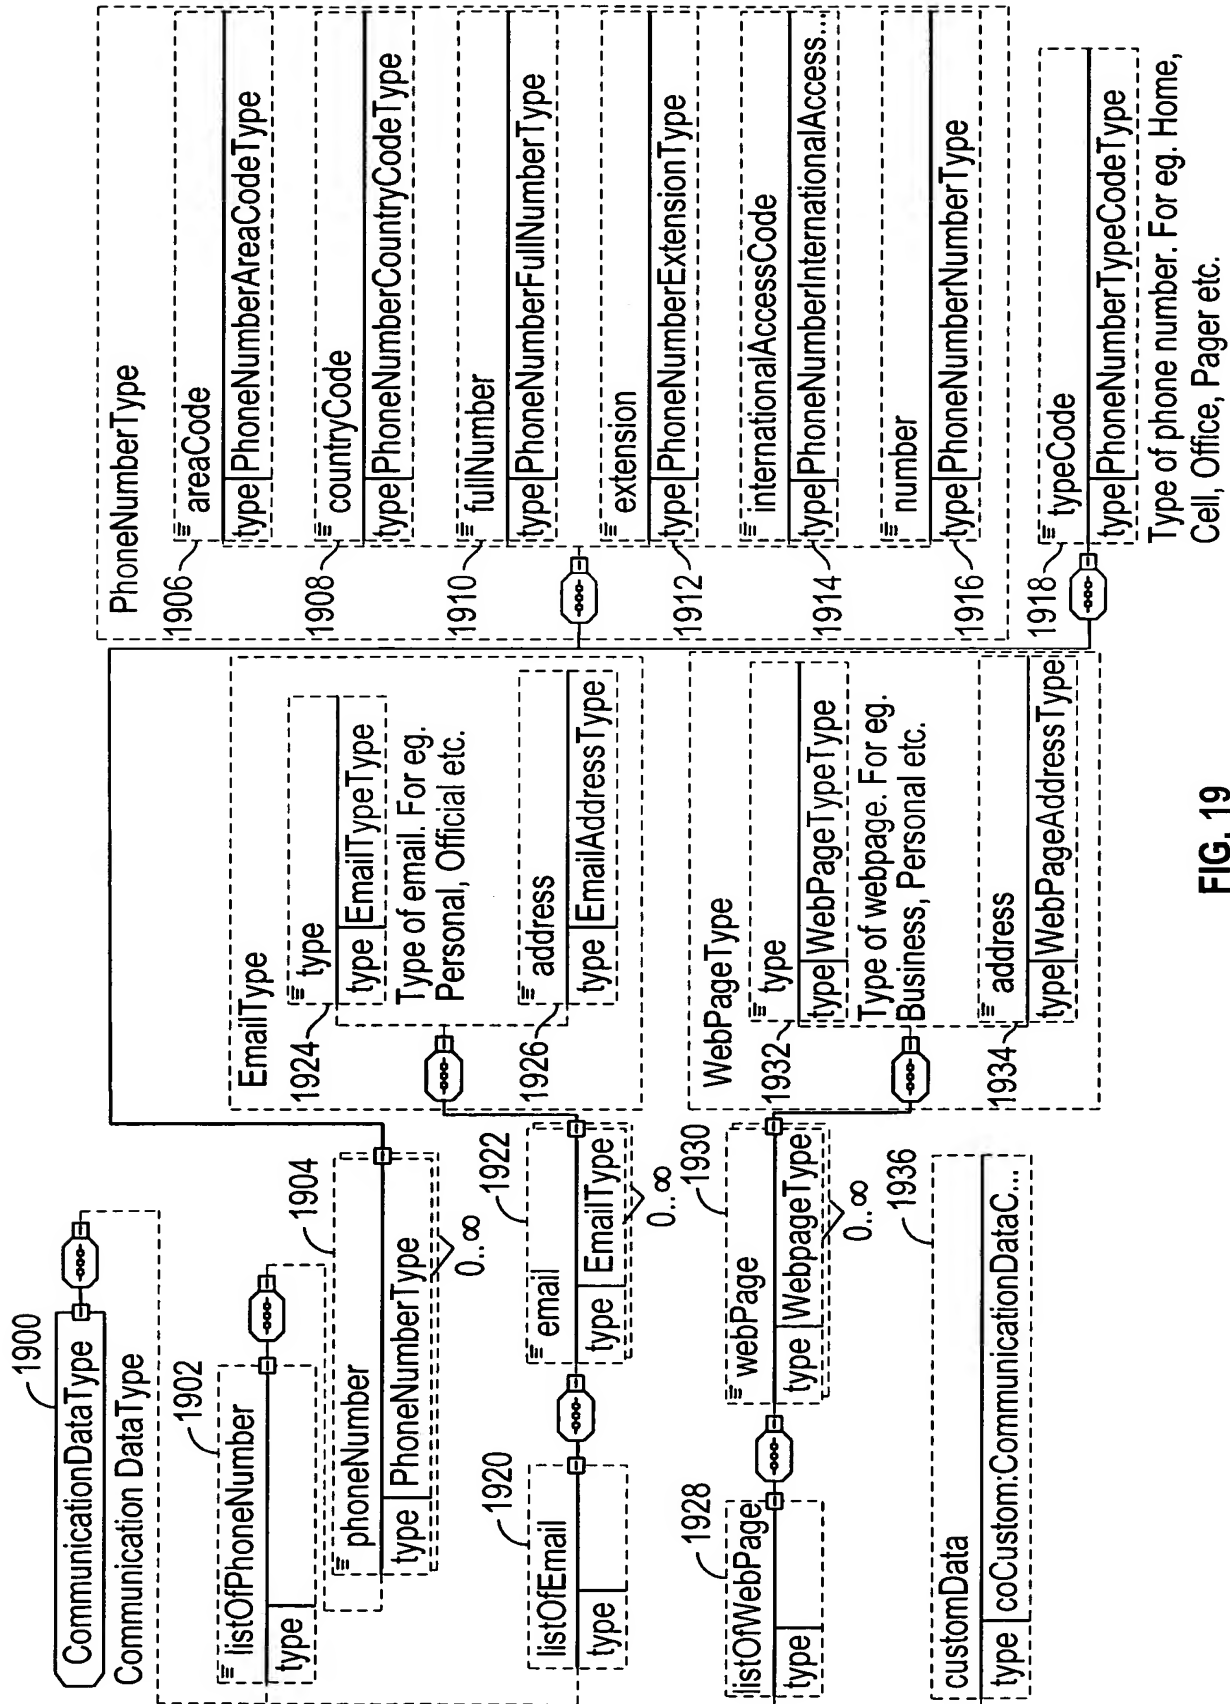 1900
CommunicationDataType
Communication DataType
1902
listOfPhoneNumber
type
1904
phoneNumber
type PhoneNumberType
0..∞
PhoneNumberType
1906
areaCode
type PhoneNumberAreaCodeType
1908
countryCode
type PhoneNumberCountryCodeType
1910
fullNumber
type PhoneNumberFullNumberType
1912
extension
type PhoneNumberExtensionType
1914
internationalAccessCode
type PhoneNumberInternationalAccess...
1916
number
type PhoneNumberNumberType
1918
typeCode
type PhoneNumberTypeCodeType
Type of phone number. For eg. Home,
Cell, Office, Pager etc.
1920
listOfEmail
type
1922
email
type EmailType
0..∞
EmailType
1924
type
type EmailTypeType
Type of email. For eg.
Personal, Official etc.
1926
address
type EmailAddressType
1928
listOfWebPage
type
1930
webPage
type WebpageType
0..∞
WebPageType
1932
type
type WebPageTypeType
Type of webpage. For eg.
Business, Personal etc.
1934
address
type WebPageAddressType
1936
customData
type coCustom:CommunicationDataC...
FIG. 19